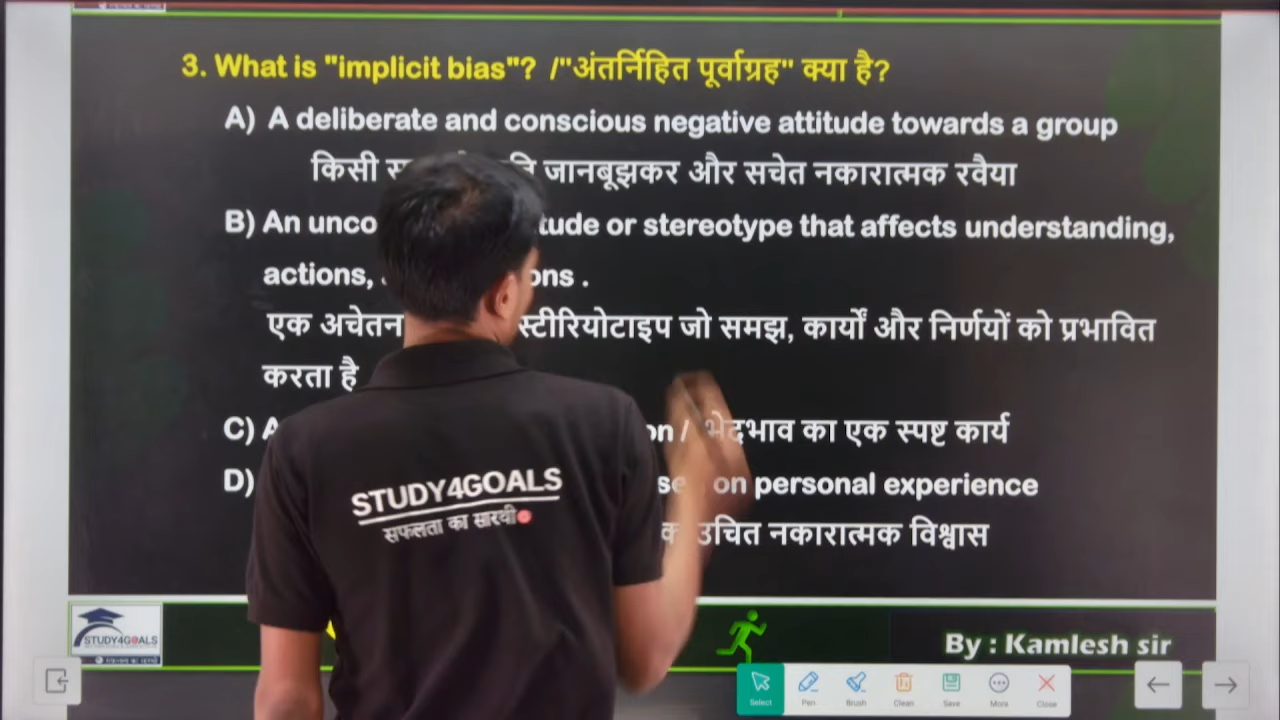 3. What is "implicit bias"? /"अंतर्निहित पूर्वाग्रह" क्या है?
A) A deliberate and conscious negative attitude towards a group
किसी जानबूझकर और सचेत नकारात्मक रवैया
B) An or stereotype that affects understanding,
actions,
एक अचेतन स्टीरियोटाइप जो समझ, कार्यों और निर्णयों को प्रभावित
करता है
C) / भेदभाव का एक स्पष्ट कार्य
D) on personal experience
उचित नकारात्मक विश्वास
STUDY4GOALS
सफलता का सारथी
STUDY4GOALS
By : Kamlesh sir
Select Pen Brush Clean Save More Close